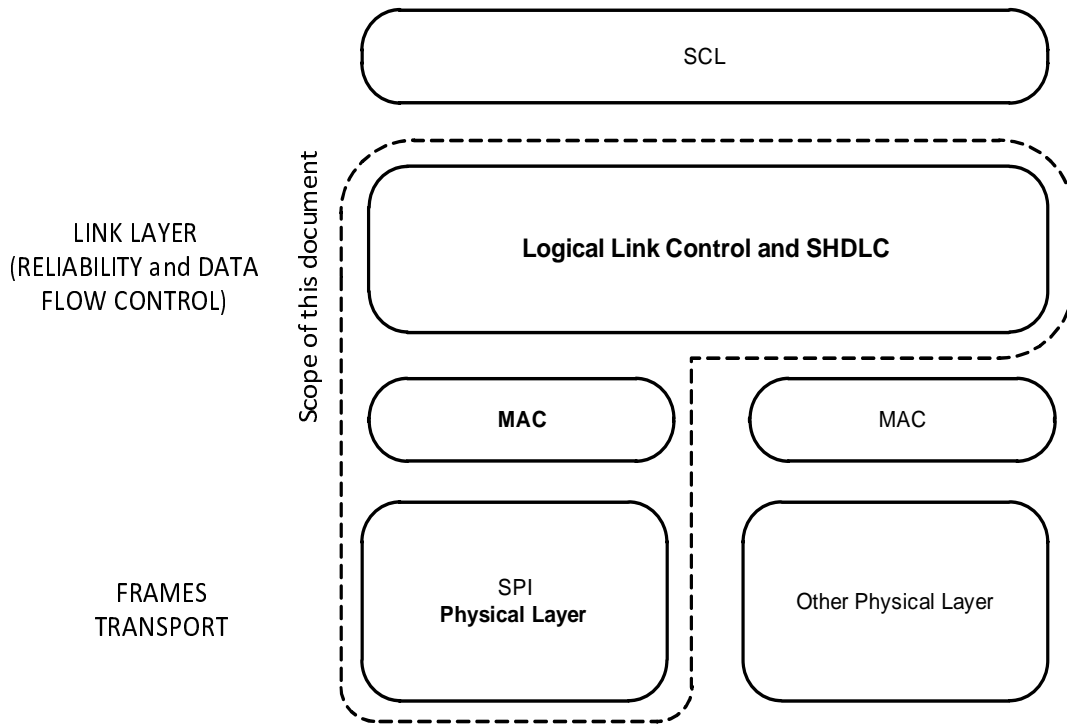 SCL
Scope of this document
LINK LAYER
(RELIABILITY and DATA
FLOW CONTROL)
Logical Link Control and SHDLC
MAC
MAC
FRAMES
TRANSPORT
SPI
Physical Layer
Other Physical Layer